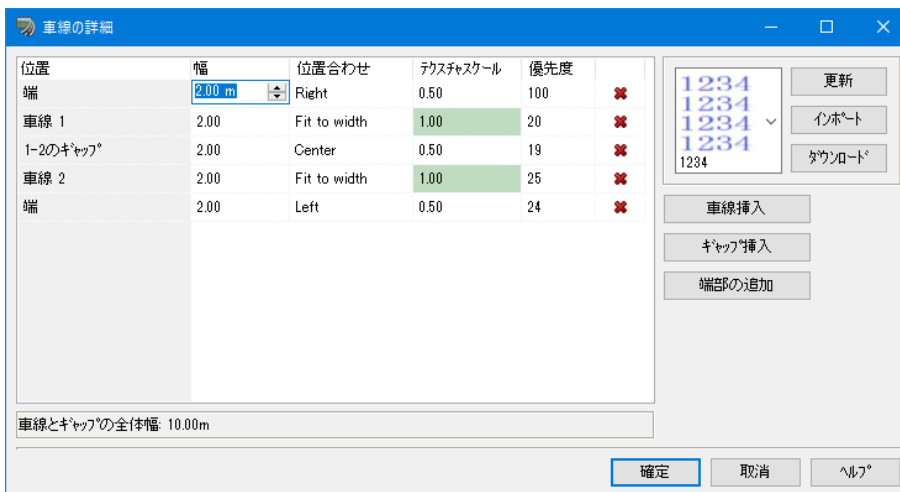 車線の詳細
位置 幅 位置合わせ ﾃｸｽﾁｬｽｹｰﾙ 優先度
端 2.00 m Right 0.50 100
車線 1 2.00 Fit to width 1.00 20
1-2のｷﾞｬｯﾌﾟ 2.00 Center 0.50 19
車線 2 2.00 Fit to width 1.00 25
端 2.00 Left 0.50 24
1234
1234
1234
1234
1234
更新
ｲﾝﾎﾟｰﾄ
ﾀﾞｳﾝﾛｰﾄﾞ
車線挿入
ｷﾞｬｯﾌﾟ挿入
端部の追加
車線とｷﾞｬｯﾌﾟの全体幅: 10.00m
確定 取消 ﾍﾙﾌﾟ